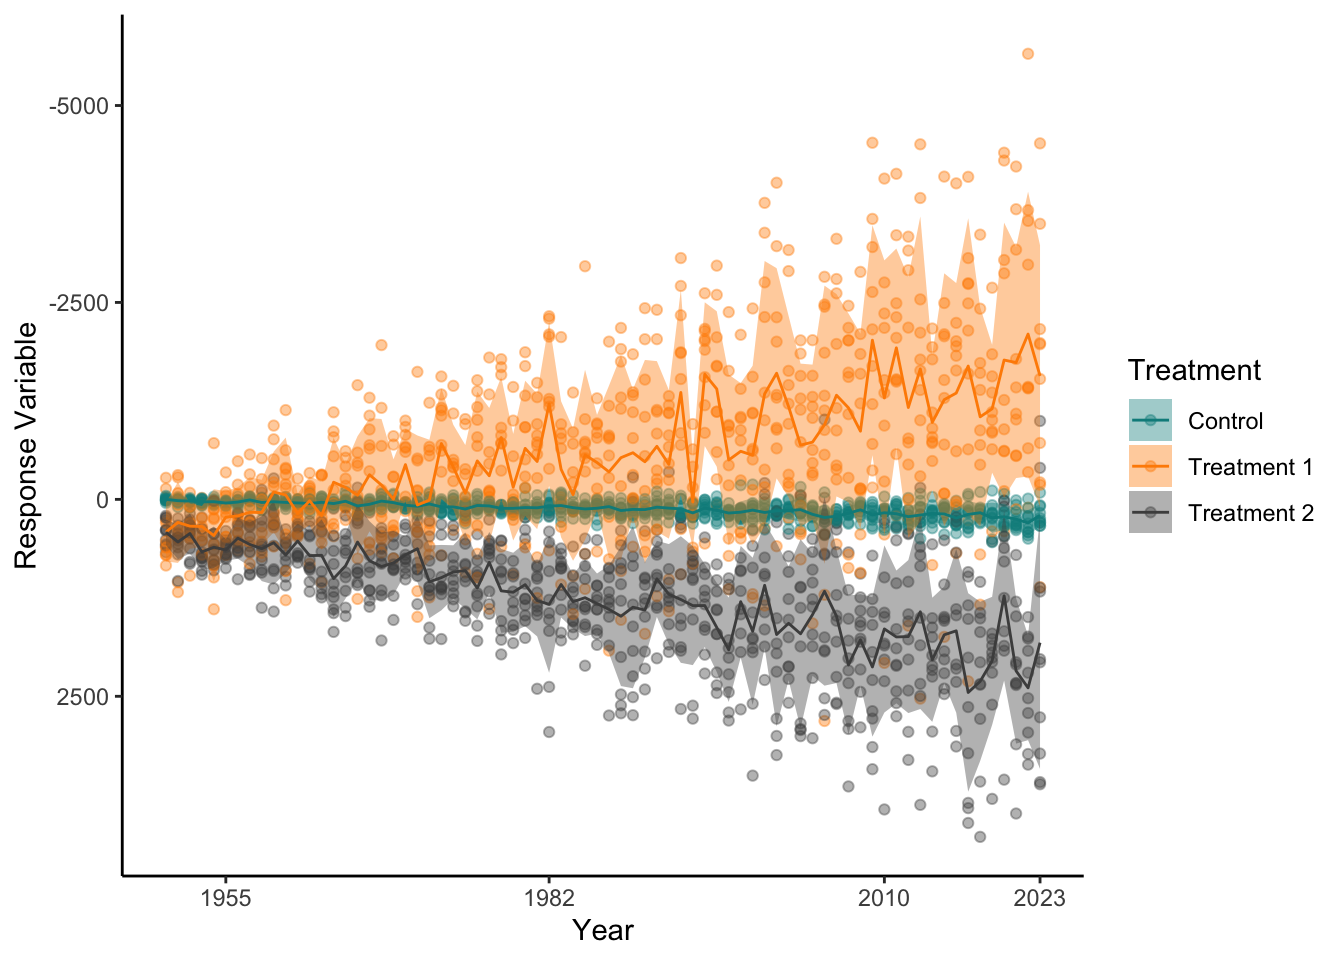 Response Variable
-5000
-2500
0
2500
1955
1982
2010
2023
Year
Treatment
Control
Treatment 1
Treatment 2